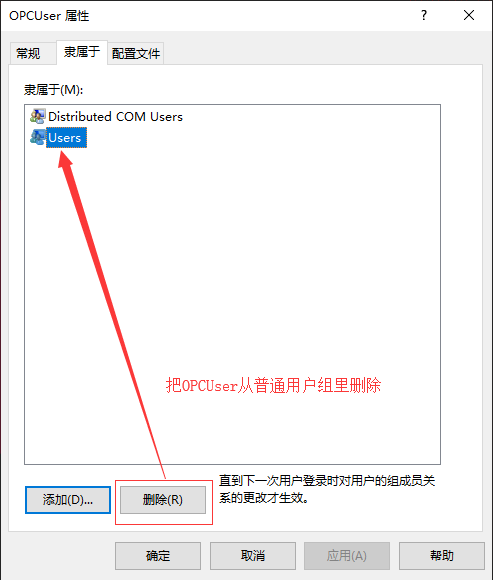 OPCUser 属性
常规
隶属于
配置文件
隶属于(M):
Distributed COM Users
Users
把OPCUser从普通用户组里删除
添加(D)...
删除(R)
直到下一次用户登录时对用户的组成员关
系的更改才生效。
确定
取消
应用(A)
帮助